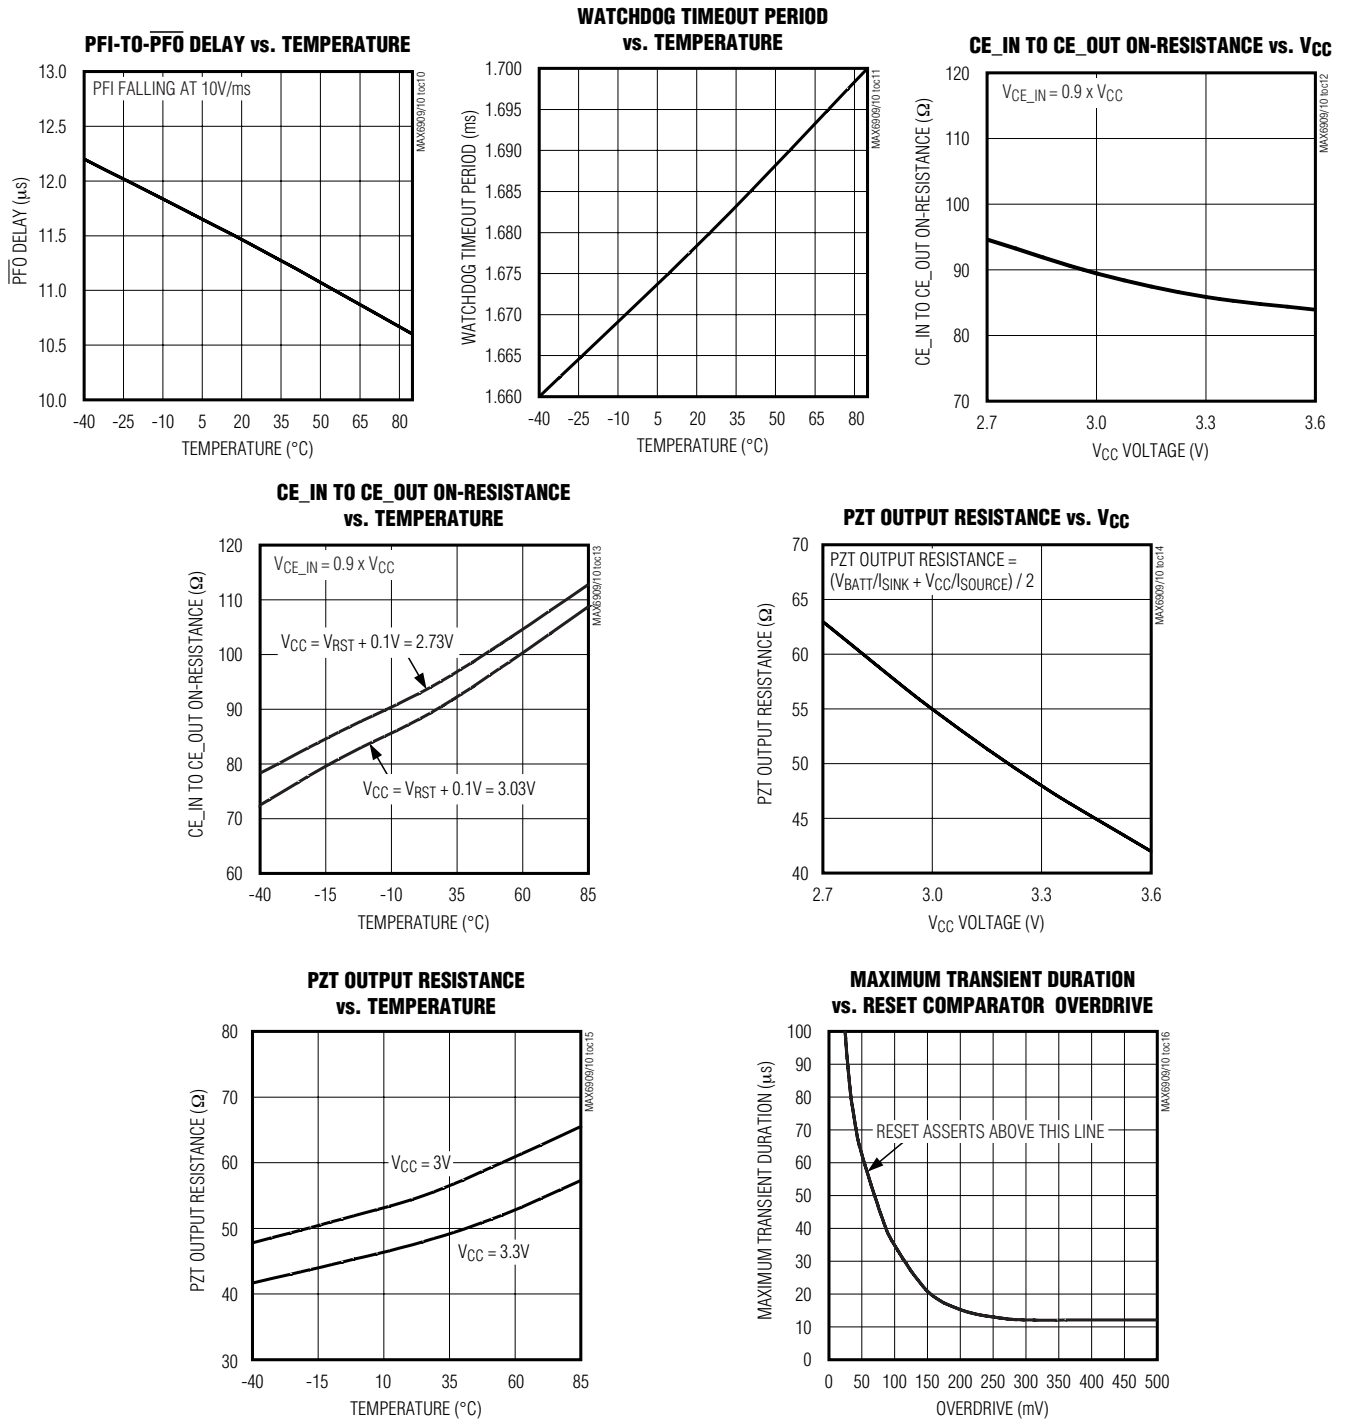 PFI-TO-PFO DELAY vs. TEMPERATURE
PFI FALLING AT 10V/ms
MAX6909/10 toc10
PFO DELAY (µs)
13.0
12.5
12.0
11.5
11.0
10.5
10.0
-40 -25 -10 5 20 35 50 65 80
TEMPERATURE (°C)
WATCHDOG TIMEOUT PERIOD
vs. TEMPERATURE
MAX6909/10 toc11
WATCHDOG TIMEOUT PERIOD (ms)
1.700
1.695
1.690
1.685
1.680
1.675
1.670
1.665
1.660
-40 -25 -10 5 20 35 50 65 80
TEMPERATURE (°C)
CE_IN TO CE_OUT ON-RESISTANCE vs. VCC
VCE_IN = 0.9 x VCC
MAX6909/10 toc12
CE_IN TO CE_OUT ON-RESISTANCE (Ω)
120
110
100
90
80
70
2.7 3.0 3.3 3.6
VCC VOLTAGE (V)
CE_IN TO CE_OUT ON-RESISTANCE
vs. TEMPERATURE
VCE_IN = 0.9 x VCC
MAX6909/10 toc13
VCC = VRST + 0.1V = 2.73V
VCC = VRST + 0.1V = 3.03V
CE_IN TO CE_OUT ON-RESISTANCE (Ω)
120
110
100
90
80
70
60
-40 -15 -10 35 60 85
TEMPERATURE (°C)
PZT OUTPUT RESISTANCE vs. VCC
PZT OUTPUT RESISTANCE =
(VBATT/ISINK + VCC/ISOURCE) / 2
MAX6909/10 toc14
PZT OUTPUT RESISTANCE (Ω)
70
65
60
55
50
45
40
2.7 3.0 3.3 3.6
VCC VOLTAGE (V)
PZT OUTPUT RESISTANCE
vs. TEMPERATURE
MAX6909/10 toc15
VCC = 3V
VCC = 3.3V
PZT OUTPUT RESISTANCE (Ω)
80
70
60
50
40
30
-40 -15 10 35 60 85
TEMPERATURE (°C)
MAXIMUM TRANSIENT DURATION
vs. RESET COMPARATOR OVERDRIVE
MAX6909/10 toc16
RESET ASSERTS ABOVE THIS LINE
MAXIMUM TRANSIENT DURATION (µs)
100
90
80
70
60
50
40
30
20
10
0
0 50 100 150 200 250 300 350 400 450 500
OVERDRIVE (mV)